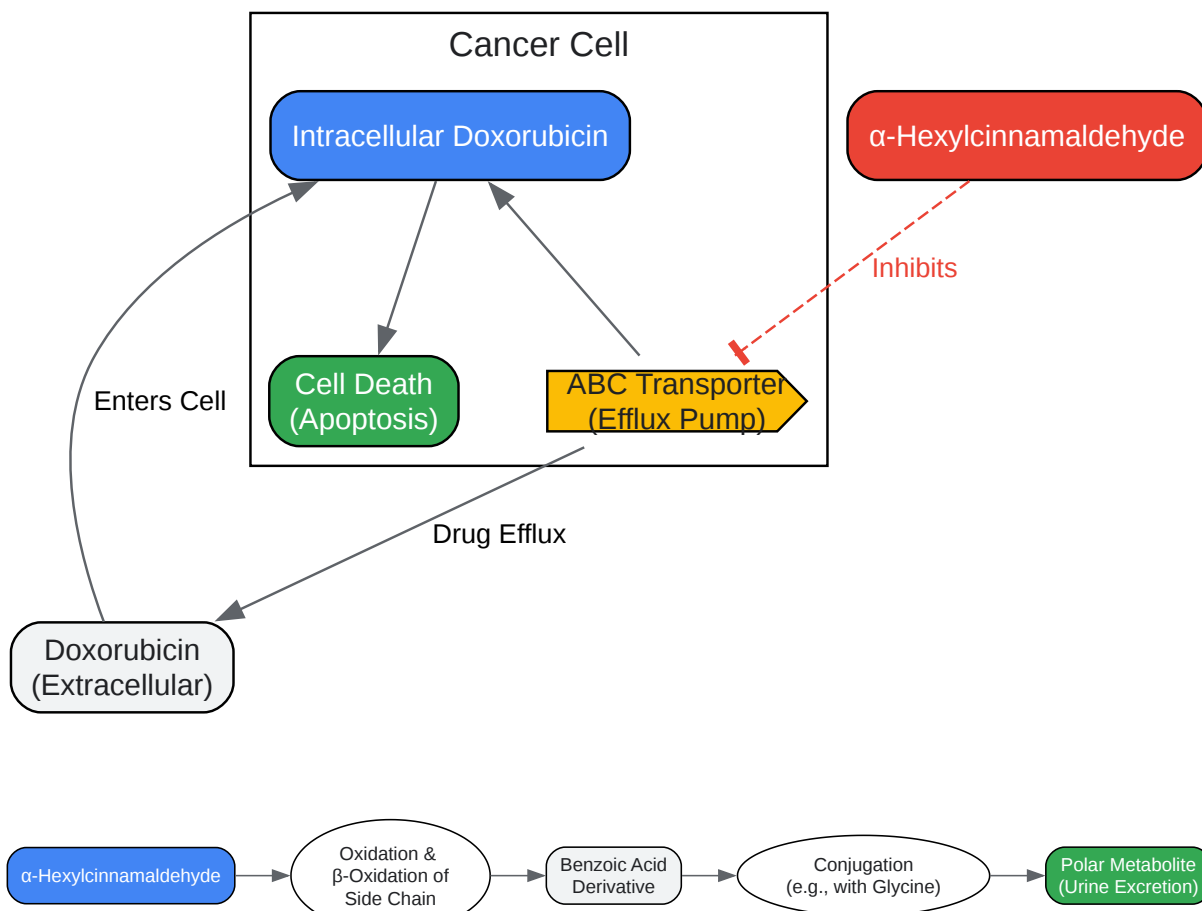 Cancer Cell
Intracellular Doxorubicin
α-Hexylcinnamaldehyde
Inhibits
Cell Death
(Apoptosis)
ABC Transporter
(Efflux Pump)
Enters Cell
Drug Efflux
Doxorubicin
(Extracellular)
α-Hexylcinnamaldehyde
Oxidation &
β-Oxidation of
Side Chain
Benzoic Acid
Derivative
Conjugation
(e.g., with Glycine)
Polar Metabolite
(Urine Excretion)